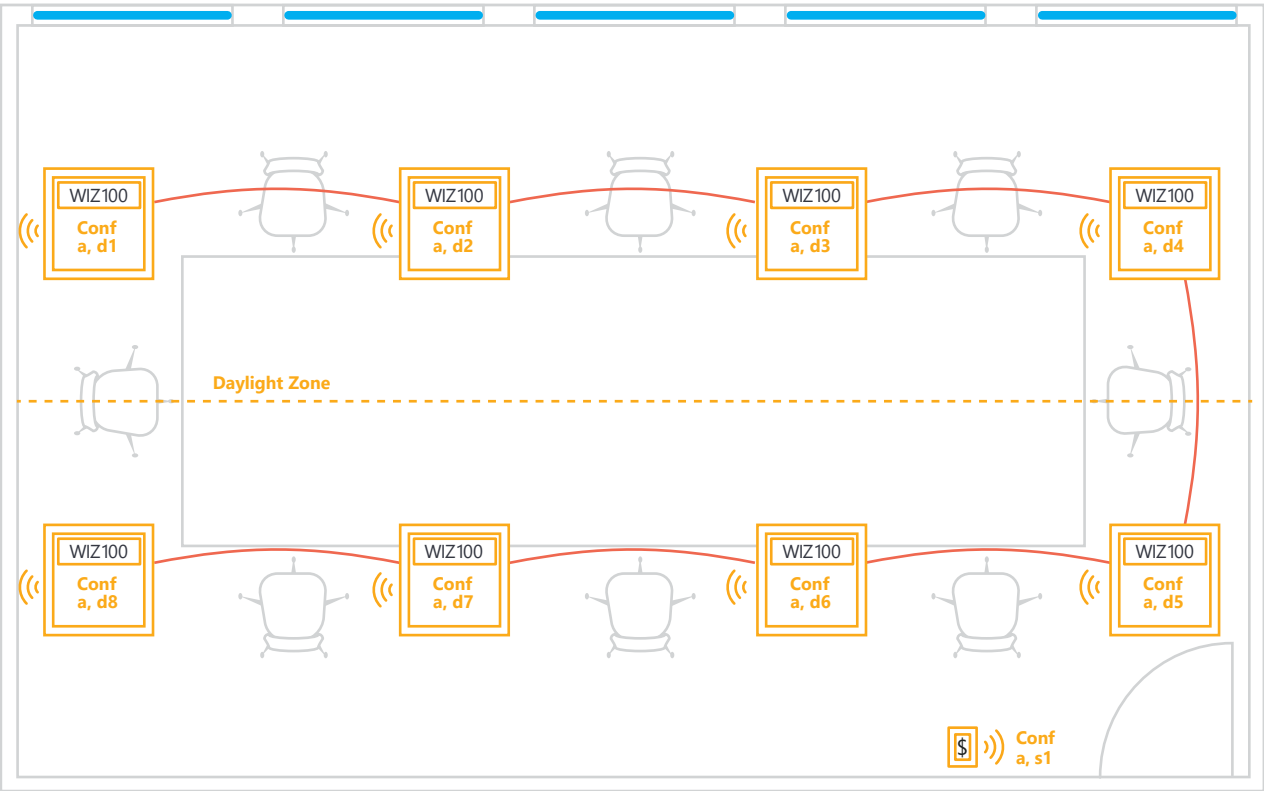 WIZ100
Conf
a, d1
WIZ100
Conf
a, d2
WIZ100
Conf
a, d3
WIZ100
Conf
a, d4
Daylight Zone
WIZ100
Conf
a, d8
WIZ100
Conf
a, d7
WIZ100
Conf
a, d6
WIZ100
Conf
a, d5
$
Conf
a, s1